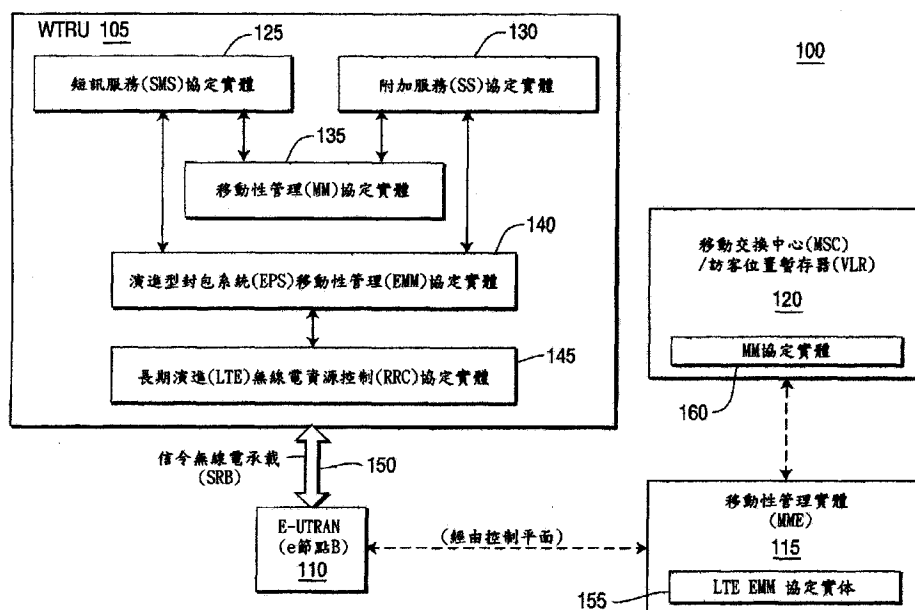 WTRU 105
125
130
100
短訊服務(SMS)協定實體
附加服務(SS)協定實體
135
移動性管理(MM)協定實體
140
演進型封包系統(EPS)移動性管理(EMM)協定實體
145
長期演進(LTE)無線電資源控制(RRC)協定實體
移動交換中心(MSC)
/訪客位置暫存器(VLR)
120
MM協定實體
160
信令無線電承載
(SRB)
150
E-UTRAN
(e節點B)
110
(經由控制平面)
移動性管理實體
(MME)
115
LTE EMM 協定實体
155